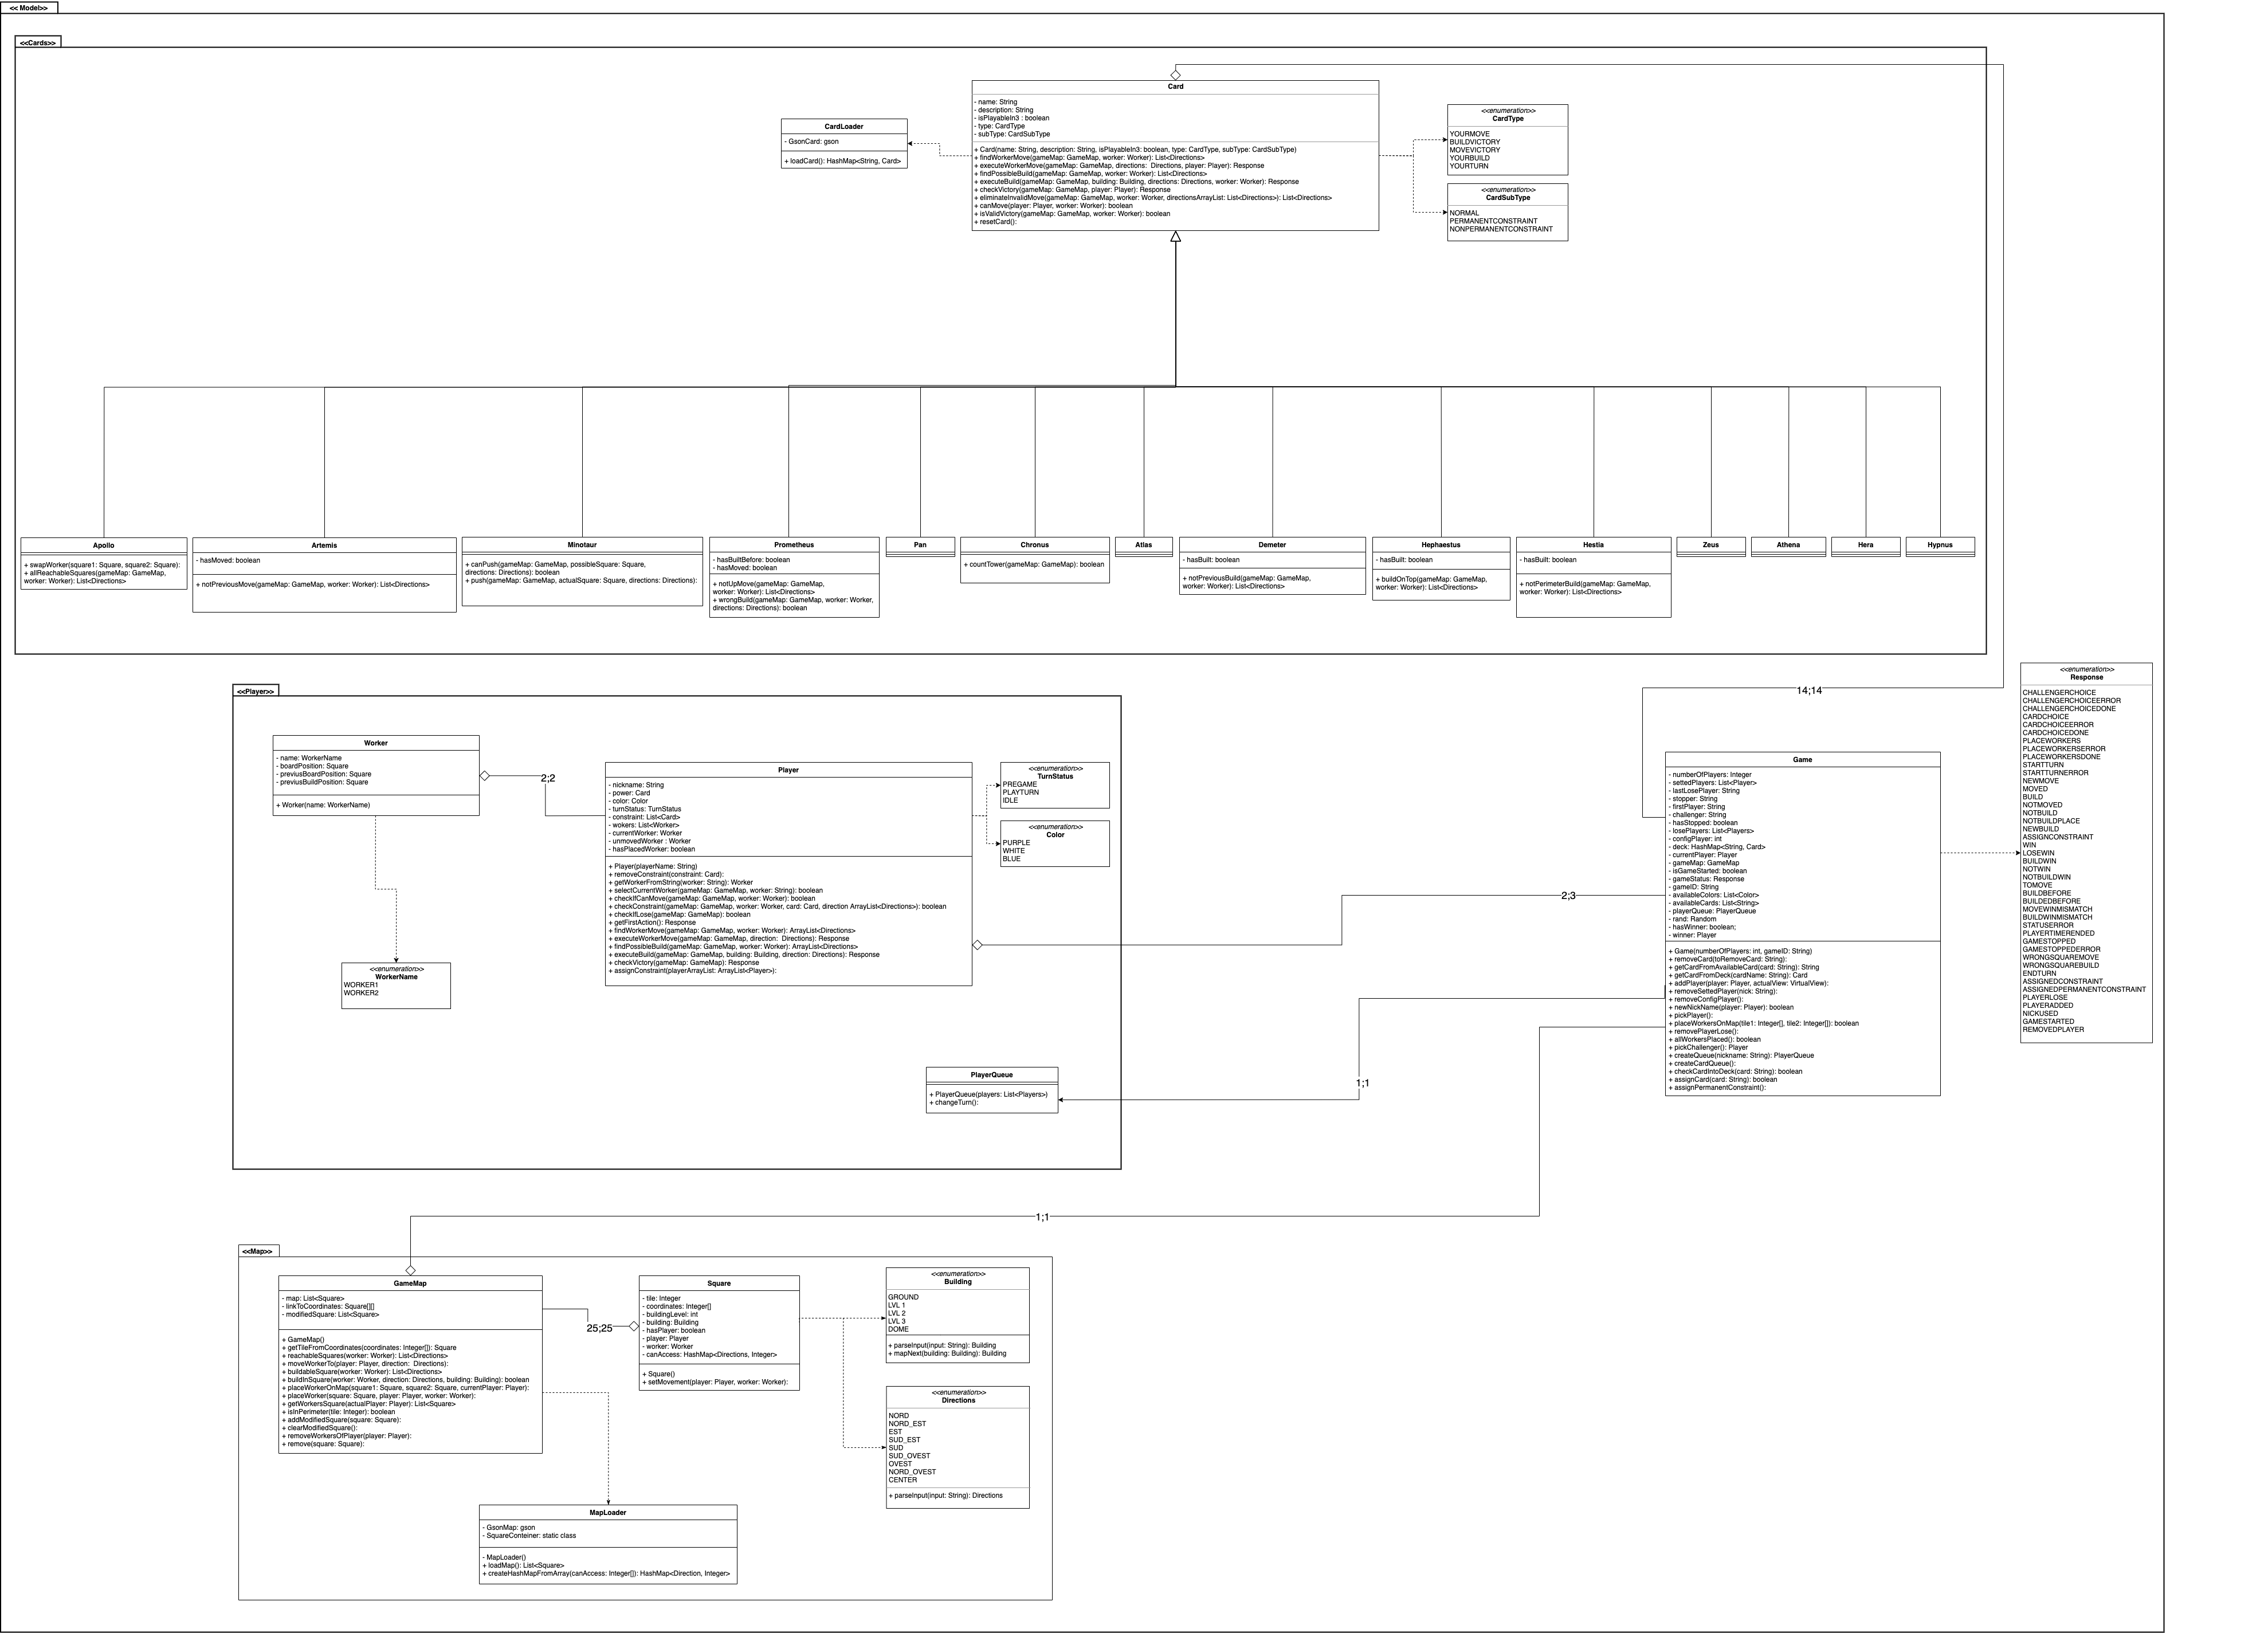 << Model>>
<<Cards>>
Card
- name: String
- description: String
- isPlayableIn3 : boolean
- type: CardType
- subType: CardSubType
+ Card(name: String, description: String, isPlayableIn3: boolean, type: CardType, subType: CardSubType)
+ findWorkerMove(gameMap: GameMap, worker: Worker): List<Directions>
+ executeWorkerMove(gameMap: GameMap, directions:  Directions, player: Player): Response
+ findPossibleBuild(gameMap: GameMap, worker: Worker): List<Directions>
+ executeBuild(gameMap: GameMap, building: Building, directions: Directions, worker: Worker): Response
+ checkVictory(gameMap: GameMap, player: Player): Response
+ eliminateInvalidMove(gameMap: GameMap, worker: Worker, directionsArrayList: List<Directions>): List<Directions>
+ canMove(player: Player, worker: Worker): boolean
+ isValidVictory(gameMap: GameMap, worker: Worker): boolean
+ resetCard():
CardLoader
- GsonCard: gson
+ loadCard(): HashMap<String, Card>
<<enumeration>>
CardType
YOURMOVE
BUILDVICTORY
MOVEVICTORY
YOURBUILD
YOURTURN
<<enumeration>>
CardSubType
NORMAL
PERMANENTCONSTRAINT
NONPERMANENTCONSTRAINT
Apollo
+ swapWorker(square1: Square, square2: Square):
+ allReachableSquares(gameMap: GameMap,
worker: Worker): List<Directions>
Artemis
- hasMoved: boolean
+ notPreviousMove(gameMap: GameMap, worker: Worker): List<Directions>
Minotaur
+ canPush(gameMap: GameMap, possibleSquare: Square,
directions: Directions): boolean
+ push(gameMap: GameMap, actualSquare: Square, directions: Directions):
Prometheus
- hasBuiltBefore: boolean
- hasMoved: boolean
+ notUpMove(gameMap: GameMap,
worker: Worker): List<Directions>
+ wrongBuild(gameMap: GameMap, worker: Worker,
directions: Directions): boolean
Pan
Chronus
+ countTower(gameMap: GameMap): boolean
Atlas
Demeter
- hasBuilt: boolean
+ notPreviousBuild(gameMap: GameMap,
worker: Worker): List<Directions>
Hephaestus
- hasBuilt: boolean
+ buildOnTop(gameMap: GameMap,
worker: Worker): List<Directions>
Hestia
- hasBuilt: boolean
+ notPerimeterBuild(gameMap: GameMap,
worker: Worker): List<Directions>
Zeus
Athena
Hera
Hypnus
<<Player>>
Worker
- name: WorkerName
- boardPosition: Square
- previusBoardPosition: Square
- previusBuildPosition: Square
+ Worker(name: WorkerName)
2;2
<<enumeration>>
WorkerName
WORKER1
WORKER2
Player
- nickname: String
- power: Card
- color: Color
- turnStatus: TurnStatus
- constraint: List<Card>
- wokers: List<Worker>
- currentWorker: Worker
- unmovedWorker : Worker
- hasPlacedWorker: boolean
+ Player(playerName: String)
+ removeConstraint(constraint: Card):
+ getWorkerFromString(worker: String): Worker
+ selectCurrentWorker(gameMap: GameMap, worker: String): boolean
+ checkIfCanMove(gameMap: GameMap, worker: Worker): boolean
+ checkConstraint(gameMap: GameMap, worker: Worker, card: Card, direction ArrayList<Directions>): boolean
+ checkIfLose(gameMap: GameMap): boolean
+ getFirstAction(): Response
+ findWorkerMove(gameMap: GameMap, worker: Worker): ArrayList<Directions>
+ executeWorkerMove(gameMap: GameMap, direction:  Directions): Response
+ findPossibleBuild(gameMap: GameMap, worker: Worker): ArrayList<Directions>
+ executeBuild(gameMap: GameMap, building: Building, direction: Directions): Response
+ checkVictory(gameMap: GameMap): Response
+ assignConstraint(playerArrayList: ArrayList<Player>):
<<enumeration>>
TurnStatus
PREGAME
PLAYTURN
IDLE
<<enumeration>>
Color
PURPLE
WHITE
BLUE
PlayerQueue
+ PlayerQueue(players: List<Players>)
+ changeTurn():
14;14
2;3
1;1
1;1
Game
- numberOfPlayers: Integer
- settedPlayers: List<Player>
- lastLosePlayer: String
- stopper: String
- firstPlayer: String
- challenger: String
- hasStopped: boolean
- losePlayers: List<Players>
- configPlayer: int
- deck: HashMap<String, Card>
- currentPlayer: Player
- gameMap: GameMap
- isGameStarted: boolean
- gameStatus: Response
- gameID: String
- availableColors: List<Color>
- availableCards: List<String>
- playerQueue: PlayerQueue
- rand: Random
- hasWinner: boolean;
- winner: Player
+ Game(numberOfPlayers: int, gameID: String)
+ removeCard(toRemoveCard: String):
+ getCardFromAvailableCard(card: String): String
+ getCardFromDeck(cardName: String): Card
+ addPlayer(player: Player, actualView: VirtualView):
+ removeSettedPlayer(nick: String):
+ removeConfigPlayer():
+ newNickName(player: Player): boolean
+ pickPlayer():
+ placeWorkersOnMap(tile1: Integer[], tile2: Integer[]): boolean
+ removePlayerLose():
+ allWorkersPlaced(): boolean
+ pickChallenger(): Player
+ createQueue(nickname: String): PlayerQueue
+ createCardQueue():
+ checkCardIntoDeck(card: String): boolean
+ assignCard(card: String): boolean
+ assignPermanentConstraint():
<<enumeration>>
Response
CHALLENGERCHOICE
CHALLENGERCHOICEERROR
CHALLENGERCHOICEDONE
CARDCHOICE
CARDCHOICEERROR
CARDCHOICEDONE
PLACEWORKERS
PLACEWORKERSERROR
PLACEWORKERSDONE
STARTTURN
STARTTURNERROR
NEWMOVE
MOVED
BUILD
NOTMOVED
NOTBUILD
NOTBUILDPLACE
NEWBUILD
ASSIGNCONSTRAINT
WIN
LOSEWIN
BUILDWIN
NOTWIN
NOTBUILDWIN
TOMOVE
BUILDBEFORE
BUILDEDBEFORE
MOVEWINMISMATCH
BUILDWINMISMATCH
STATUSERROR
PLAYERTIMERENDED
GAMESTOPPED
GAMESTOPPEDERROR
WRONGSQUAREMOVE
WRONGSQUAREBUILD
ENDTURN
ASSIGNEDCONSTRAINT
ASSIGNEDPERMANENTCONSTRAINT
PLAYERLOSE
PLAYERADDED
NICKUSED
GAMESTARTED
REMOVEDPLAYER
<<Map>>
GameMap
- map: List<Square>
- linkToCoordinates: Square[][]
- modifiedSquare: List<Square>
+ GameMap()
+ getTileFromCoordinates(coordinates: Integer[]): Square
+ reachableSquares(worker: Worker): List<Directions>
+ moveWorkerTo(player: Player, direction:  Directions):
+ buildableSquare(worker: Worker): List<Directions>
+ buildInSquare(worker: Worker, direction: Directions, building: Building): boolean
+ placeWorkerOnMap(square1: Square, square2: Square, currentPlayer: Player):
+ placeWorker(square: Square, player: Player, worker: Worker):
+ getWorkersSquare(actualPlayer: Player): List<Square>
+ isInPerimeter(tile: Integer): boolean
+ addModifiedSquare(square: Square):
+ clearModifiedSquare():
+ removeWorkersOfPlayer(player: Player):
+ remove(square: Square):
25;25
Square
- tile: Integer
- coordinates: Integer[]
- buildingLevel: int
- building: Building
- hasPlayer: boolean
- player: Player
- worker: Worker
- canAccess: HashMap<Directions, Integer>
+ Square()
+ setMovement(player: Player, worker: Worker):
<<enumeration>>
Building
GROUND
LVL 1
LVL 2
LVL 3
DOME
+ parseInput(input: String): Building
+ mapNext(building: Building): Building
<<enumeration>>
Directions
NORD
NORD_EST
EST
SUD_EST
SUD
SUD_OVEST
OVEST
NORD_OVEST
CENTER
+ parseInput(input: String): Directions
MapLoader
- GsonMap: gson
- SquareConteiner: static class
- MapLoader()
+ loadMap(): List<Square>
+ createHashMapFromArray(canAccess: Integer[]): HashMap<Direction, Integer>